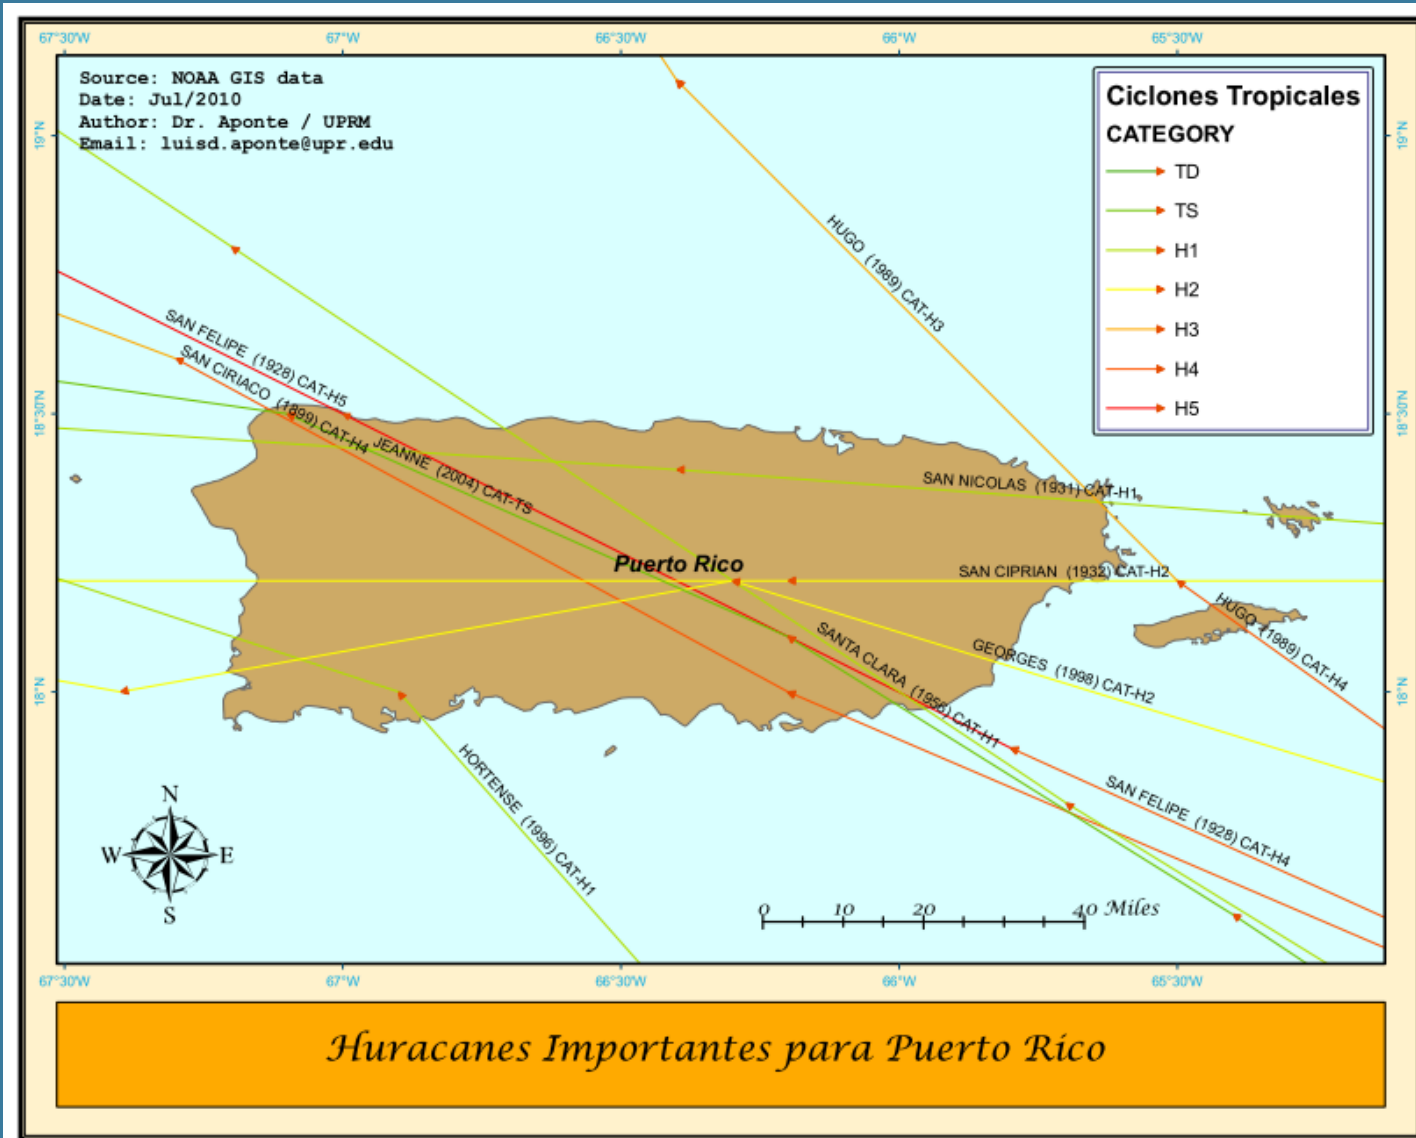 67°30'W 67°W 66°30'W 66°W 65°30'W
Source: NOAA GIS data
Date: Jul/2010
Author: Dr. Aponte / UPRM
Email: luisd.aponte@upr.edu
Ciclones Tropicales
CATEGORY
TD
TS
H1
H2
H3
H4
H5
19°N 19°N
HUGO (1989) CAT-H3
SAN FELIPE (1928) CAT-H5
SAN CIRIACO (1899) CAT-H4
18°30'N 18°30'N
JEANNE (2004) CAT-TS
SAN NICOLAS (1931) CAT-H1
Puerto Rico
SAN CIPRIAN (1932) CAT-H2
HUGO (1989) CAT-H4
SANTA CLARA (1956) CAT-H1
GEORGES (1998) CAT-H2
18°N 18°N
HORTENSE (1996) CAT-H1
SAN FELIPE (1928) CAT-H4
N
W E
S
0 10 20 40 Miles
67°30'W 67°W 66°30'W 66°W 65°30'W
Huracanes Importantes para Puerto Rico